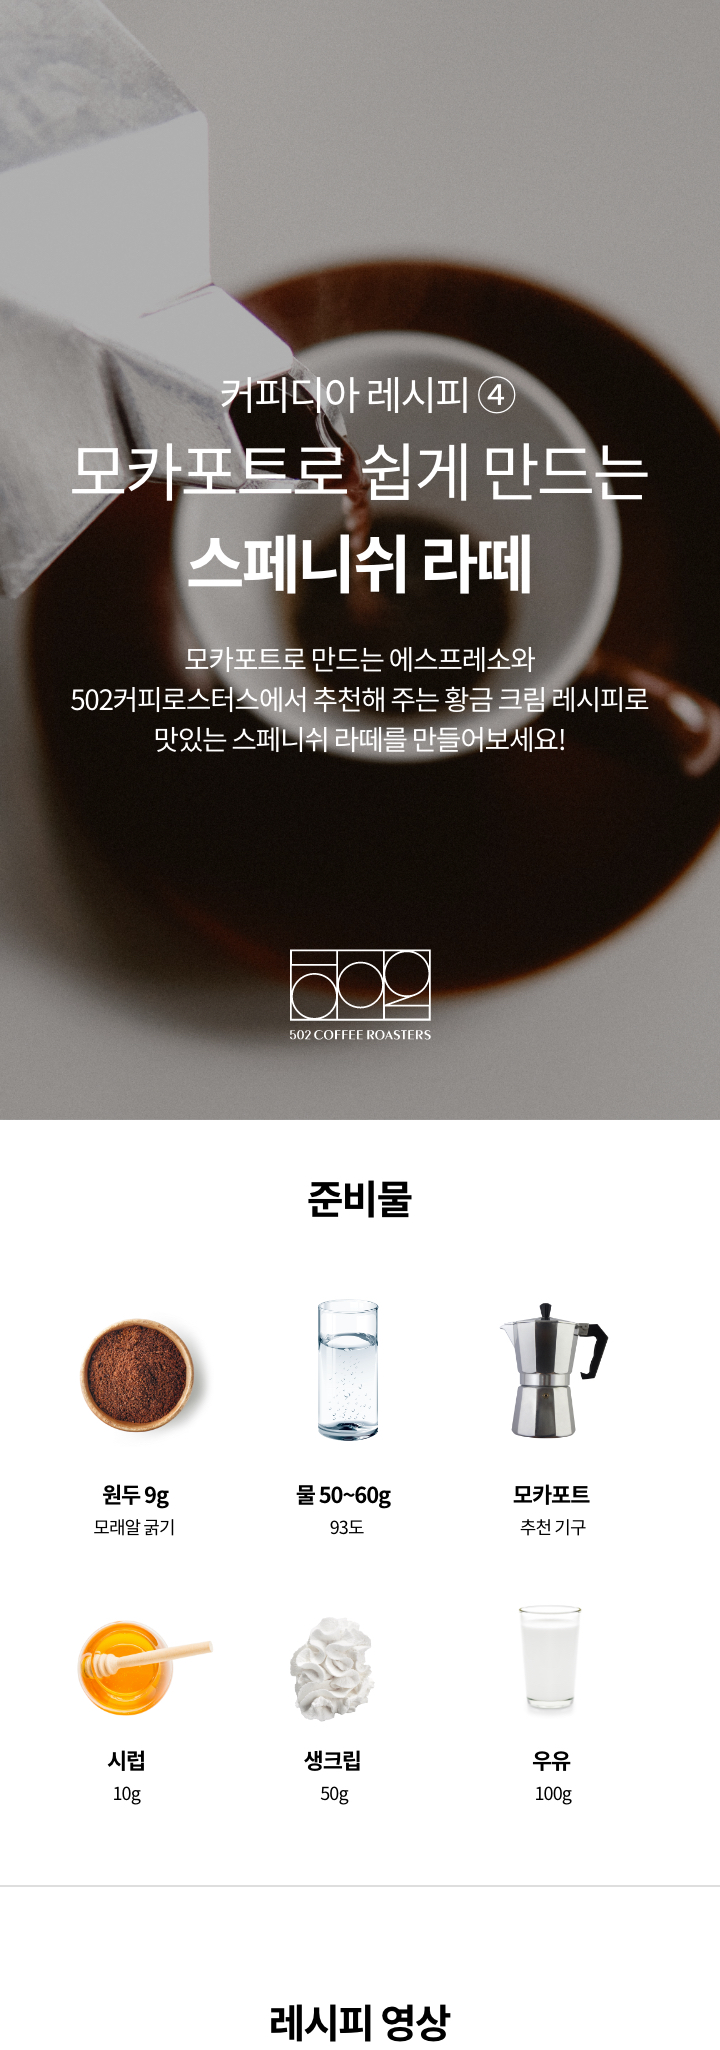 커피디아 레시피 ④
모카포트로 쉽게 만드는
스페니쉬 라떼
모카포트로 만드는 에스프레소와
502커피로스터스에서 추천해 주는 황금 크림 레시피로
맛있는 스페니쉬 라떼를 만들어보세요!
502
502 COFFEE ROASTERS
준비물
원두 9g
모래알 굵기
물 50~60g
93도
모카포트
추천 기구
시럽
10g
생크립
50g
우유
100g
레시피 영상